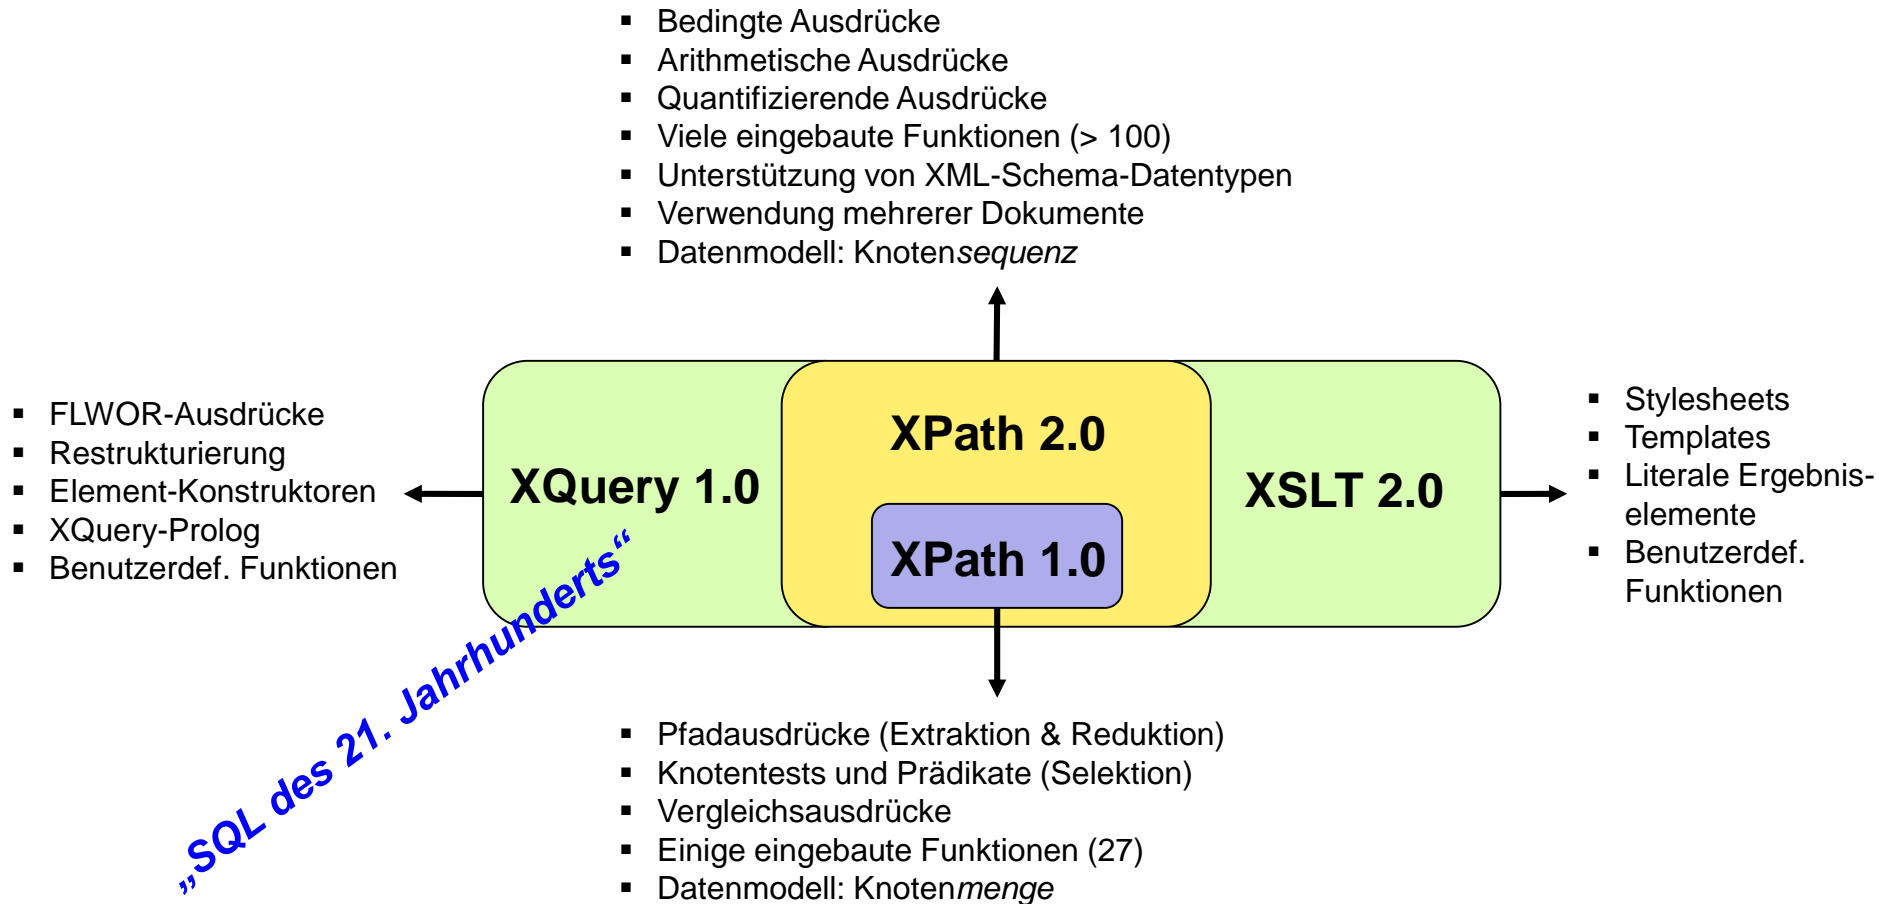 ▪ Bedingte Ausdrücke
▪ Arithmetische Ausdrücke
▪ Quantifizierende Ausdrücke
▪ Viele eingebaute Funktionen (> 100)
▪ Unterstützung von XML-Schema-Datentypen
▪ Verwendung mehrerer Dokumente
▪ Datenmodell: Knotensequenz
▪ FLWOR-Ausdrücke
▪ Restrukturierung
▪ Element-Konstruktoren
▪ XQuery-Prolog
▪ Benutzerdef. Funktionen
XQuery 1.0
XPath 2.0
XPath 1.0
XSLT 2.0
▪ Stylesheets
▪ Templates
▪ Literale Ergebnis-
elemente
▪ Benutzerdef.
Funktionen
„SQL des 21. Jahrhunderts“
▪ Pfadausdrücke (Extraktion & Reduktion)
▪ Knotentests und Prädikate (Selektion)
▪ Vergleichsausdrücke
▪ Einige eingebaute Funktionen (27)
▪ Datenmodell: Knotenmenge